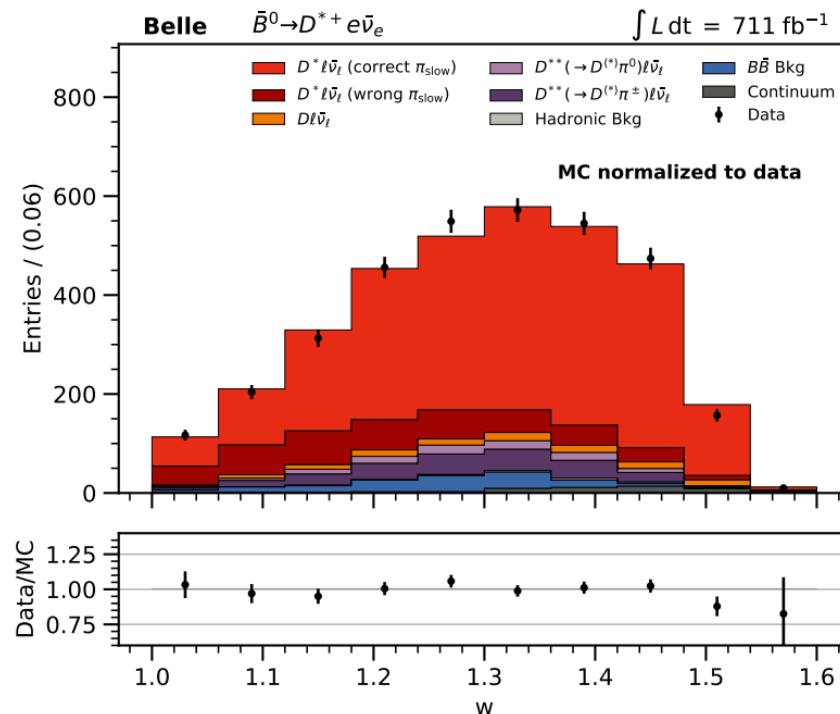 Belle B̄⁰→D*⁺eν̄ₑ ∫ L dt = 711 fb⁻¹
D*ℓν̄ℓ (correct πslow)
D*ℓν̄ℓ (wrong πslow)
Dℓν̄ℓ
D**(→D⁽*⁾π⁰)ℓν̄ℓ
D**(→D⁽*⁾π±)ℓν̄ℓ
Hadronic Bkg
BB̄ Bkg
Continuum
Data
MC normalized to data
Entries / (0.06)
800
600
400
200
0
Data/MC
1.25
1.00
0.75
1.0 1.1 1.2 1.3 1.4 1.5 1.6
w